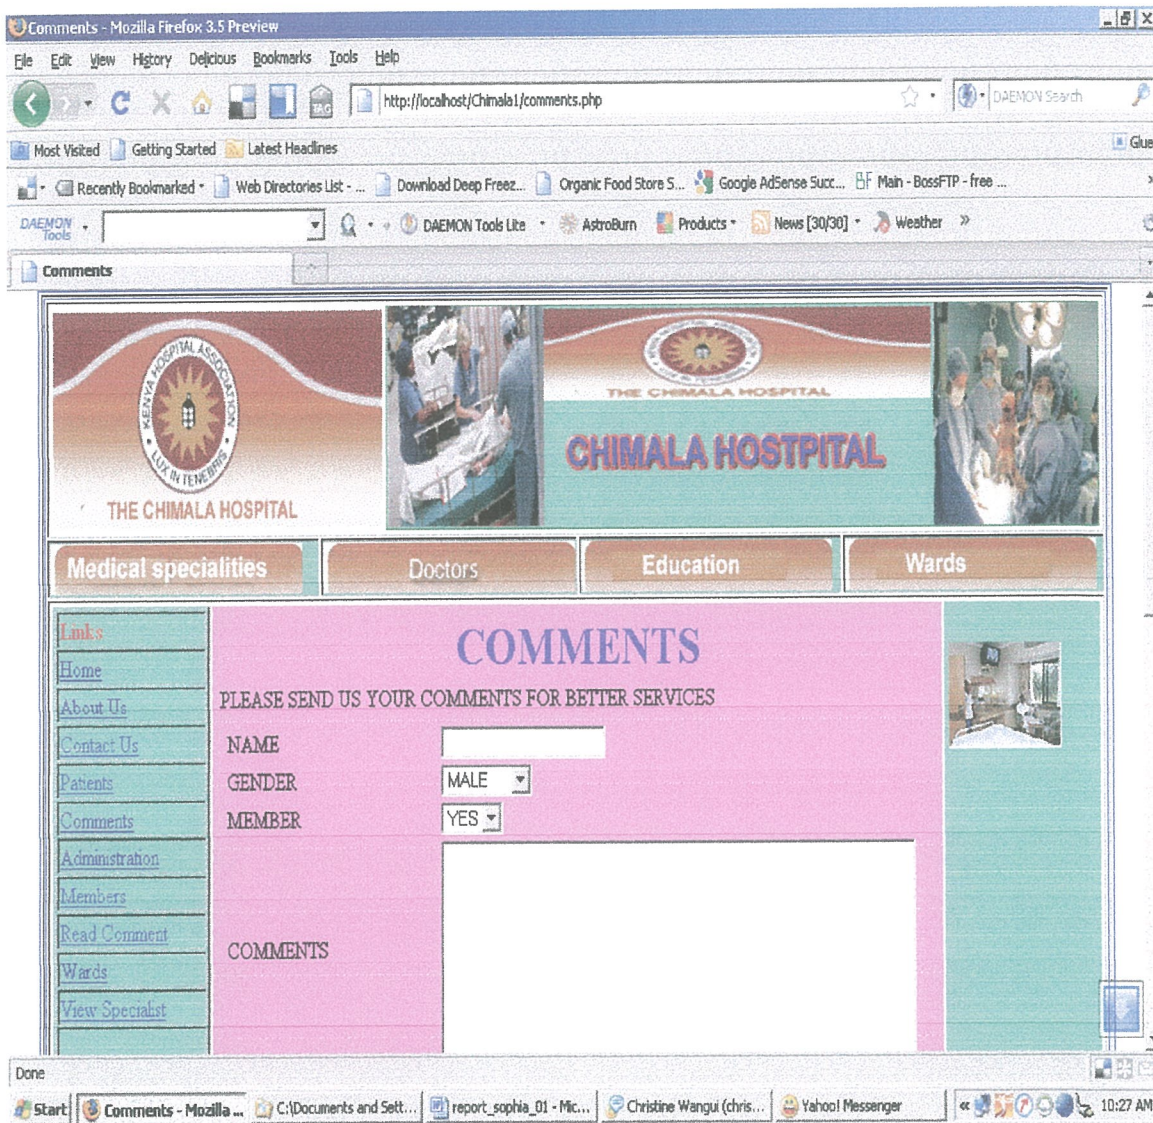 Comments - Mozilla Firefox 3.5 Preview
File Edit View History Delicious Bookmarks Tools Help
TAG http://localhost/Chimala1/comments.php DAEMON Search
Most Visited Getting Started Latest Headlines Glue
Recently Bookmarked Web Directories List - ... Download Deep Freez... Organic Food Store S... Google AdSense Succ... BF Main - BossFTP - free ...
DAEMON Tools DAEMON Tools Lite AstroBurn Products News [30/30] Weather »
Comments
KENYA HOSPITAL ASSOCIATION
LUX IN TENEBRIS
THE CHIMALA HOSPITAL
THE CHIMALA HOSPITAL
CHIMALA HOSTPITAL
Medical specialities Doctors Education Wards
Links
Home
About Us
Contact Us
Patients
Comments
Administration
Members
Read Comment
Wards
View Specialist
COMMENTS
PLEASE SEND US YOUR COMMENTS FOR BETTER SERVICES
NAME
GENDER MALE
MEMBER YES
COMMENTS
Done
Start Comments - Mozilla ... C:\Documents and Sett... report_sophia_01 - Mic... Christine Wangui (chris... Yahoo! Messenger « 10:27 AM